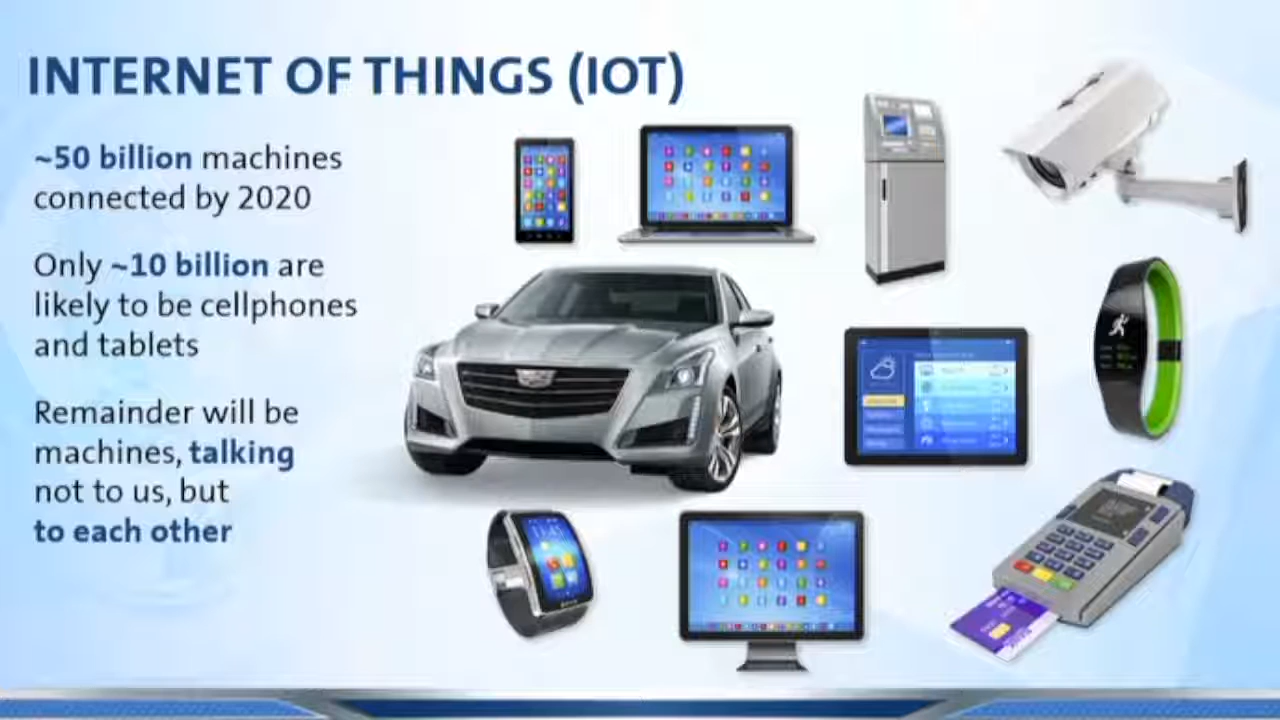 INTERNET OF THINGS (IOT)
~50 billion machines
connected by 2020
Only ~10 billion are
likely to be cellphones
and tablets
Remainder will be
machines, talking
not to us, but
to each other